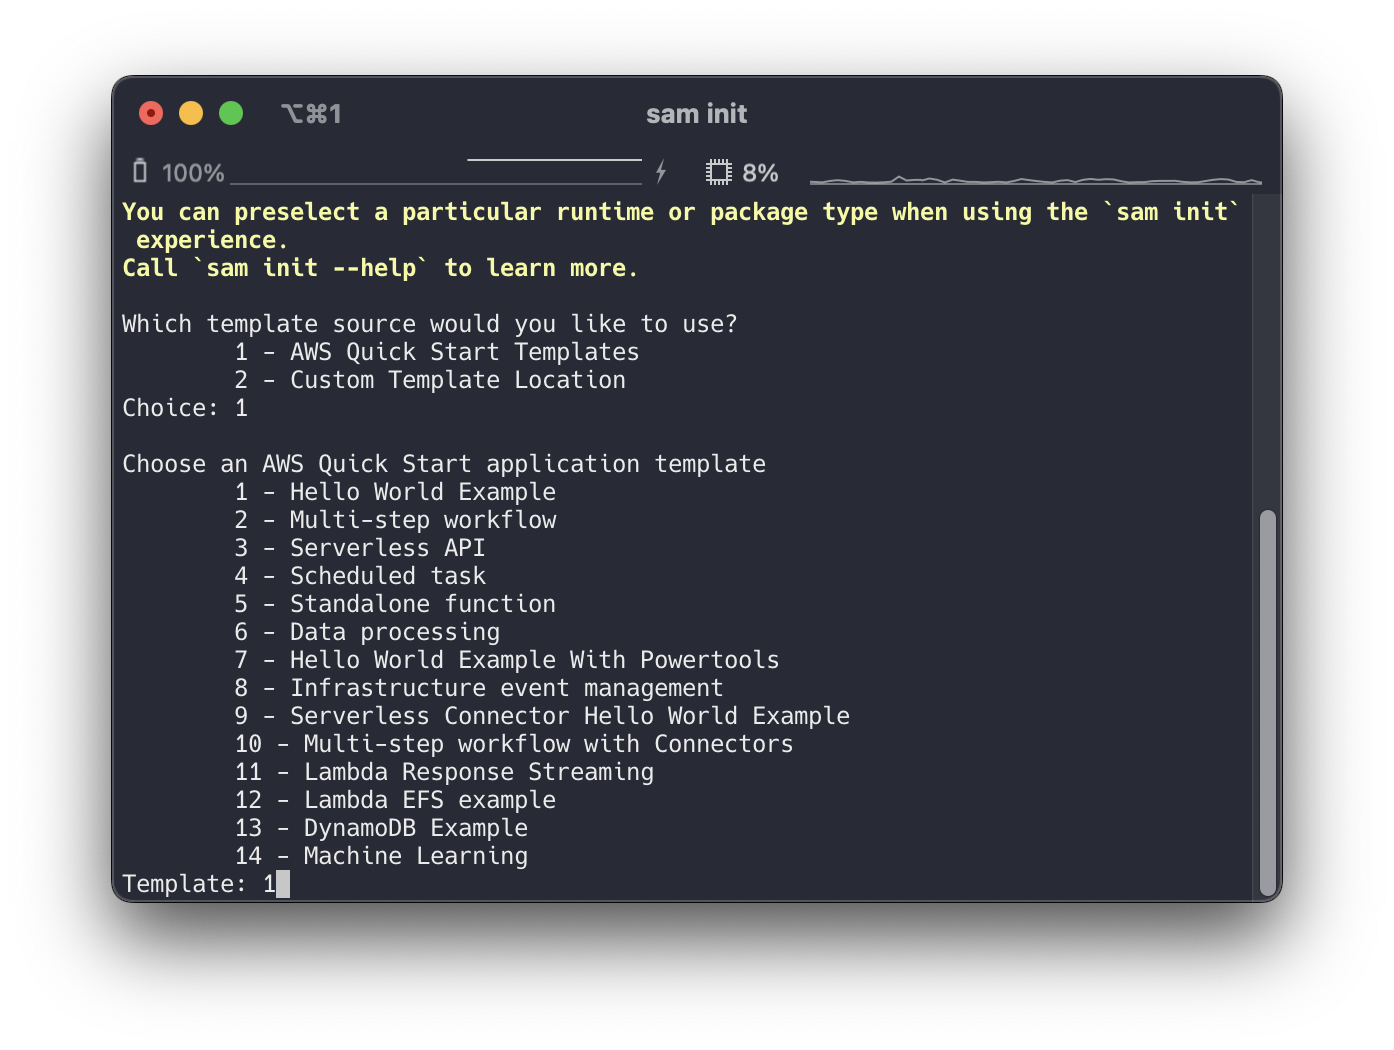 ⌥⌘1 sam init
100% 8%
You can preselect a particular runtime or package type when using the `sam init`
experience.
Call `sam init --help` to learn more.
Which template source would you like to use?
1 - AWS Quick Start Templates
2 - Custom Template Location
Choice: 1
Choose an AWS Quick Start application template
1 - Hello World Example
2 - Multi-step workflow
3 - Serverless API
4 - Scheduled task
5 - Standalone function
6 - Data processing
7 - Hello World Example With Powertools
8 - Infrastructure event management
9 - Serverless Connector Hello World Example
10 - Multi-step workflow with Connectors
11 - Lambda Response Streaming
12 - Lambda EFS example
13 - DynamoDB Example
14 - Machine Learning
Template: 1